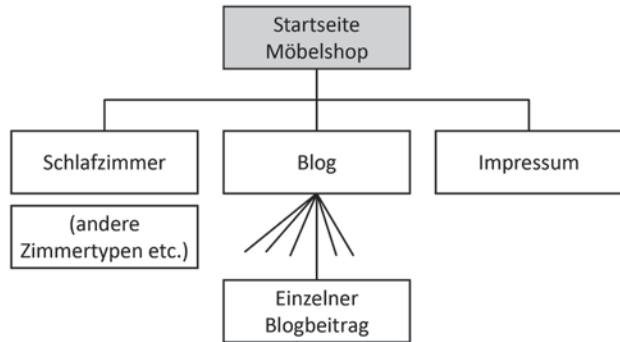 Startseite
Möbelshop
Schlafzimmer
Blog
Impressum
(andere
Zimmertypen etc.)
Einzelner
Blogbeitrag